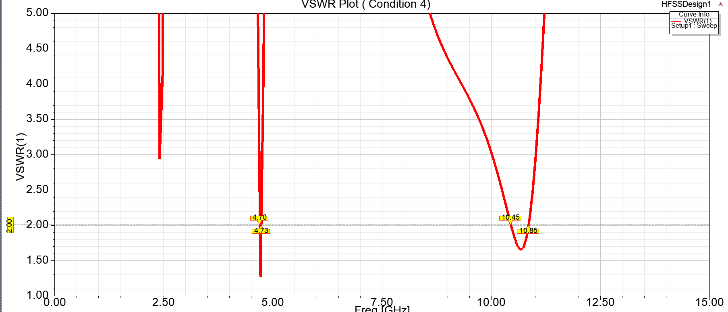 VSWR Plot ( Condition 4)
HFSSDesign1
Curve Info
VSWR(1)
Setup1 : Sweep
5.00
4.50
4.00
3.50
3.00
2.50
2.00
1.50
1.00
VSWR(1)
2.00
4.70
4.73
10.45
10.85
0.00 2.50 5.00 7.50 10.00 12.50 15.00
Freq [GHz]